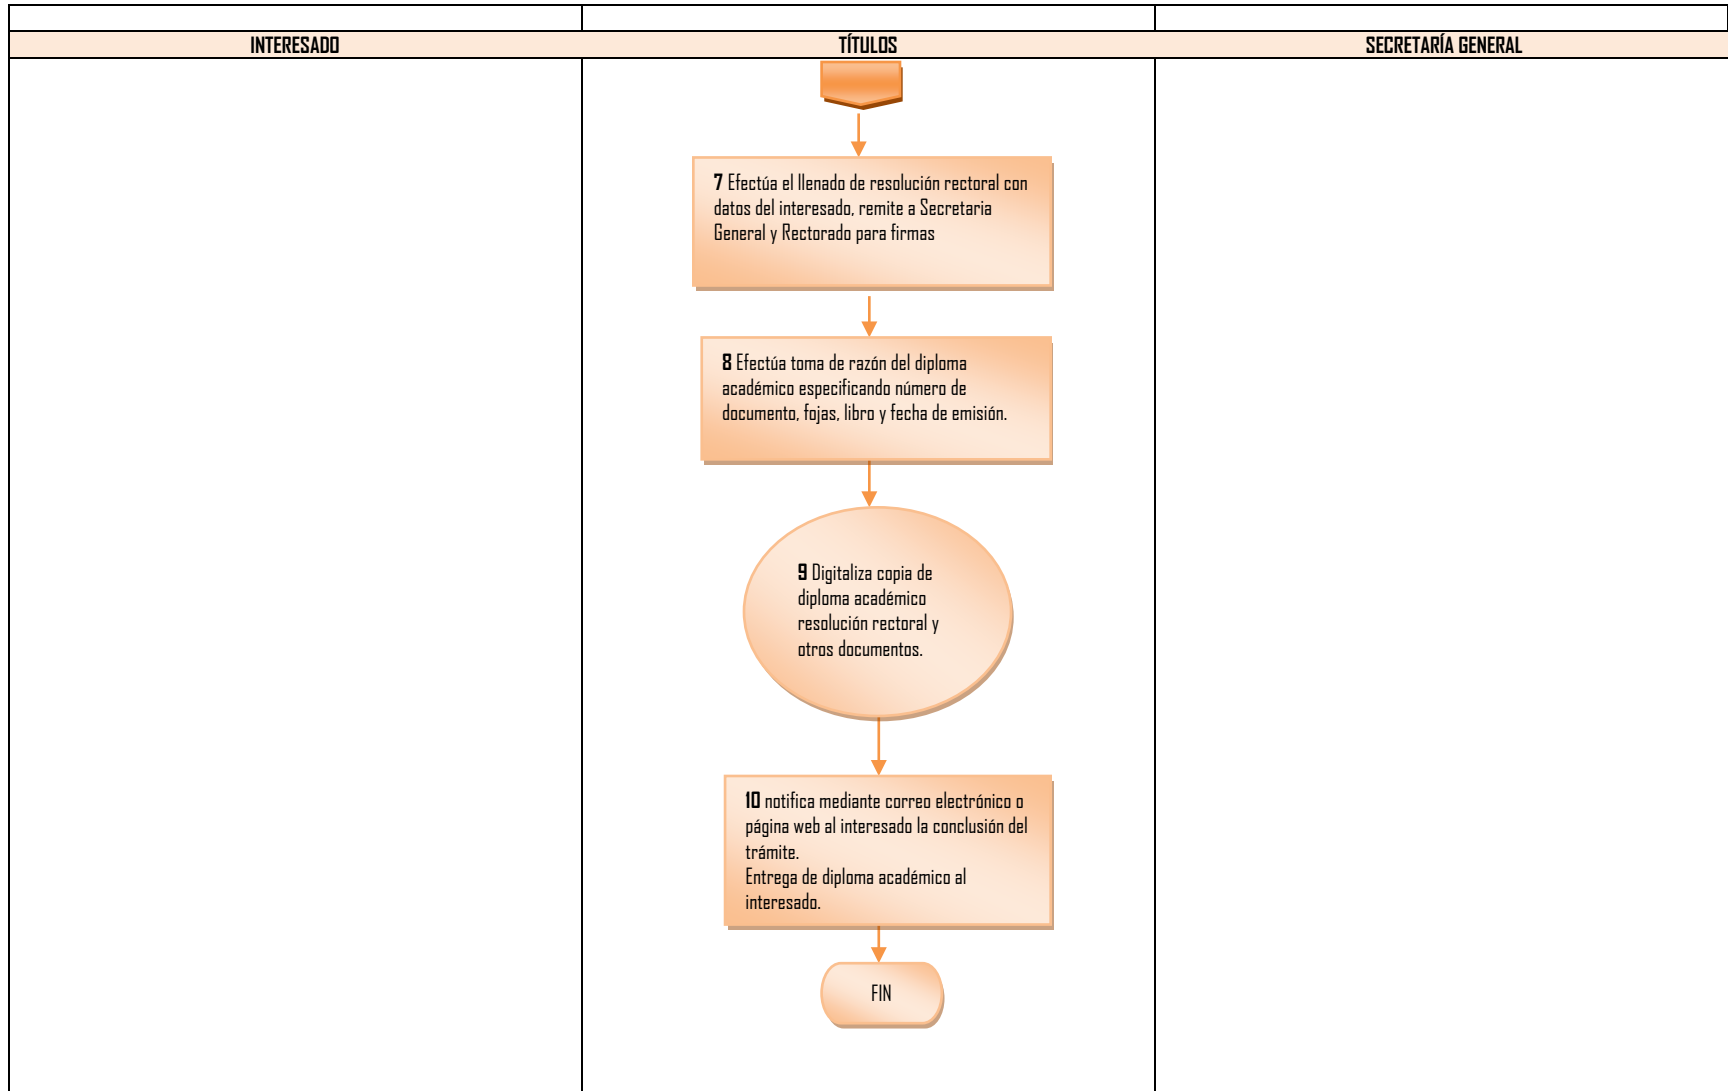 INTERESADO
TÍTULOS
SECRETARÍA GENERAL
7 Efectúa el llenado de resolución rectoral con
datos del interesado, remite a Secretaria
General y Rectorado para firmas
8 Efectúa toma de razón del diploma
académico especificando número de
documento, fojas, libro y fecha de emisión.
9 Digitaliza copia de
diploma académico
resolución rectoral y
otros documentos.
10 notifica mediante correo electrónico o
página web al interesado la conclusión del
trámite.
Entrega de diploma académico al
interesado.
FIN